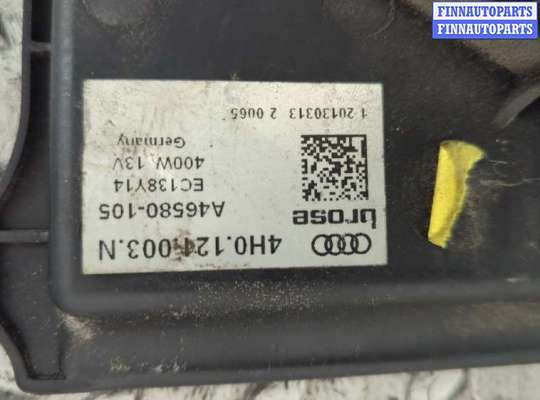 FINNAUTOPARTS
FINNAUTOPARTS
4H0.121.003.N
brose
A46580-105
EC138Y14
400W, 13V
Germany
1 20130313 2 0065